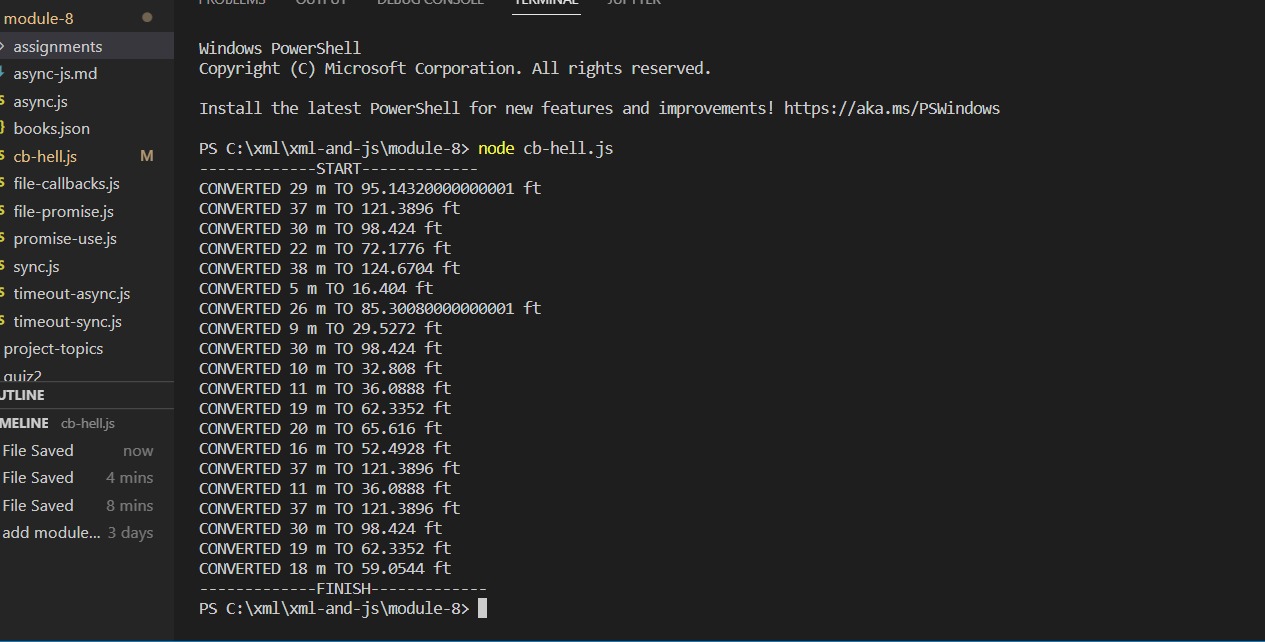 PROBLEMS OUTPUT DEBUG CONSOLE TERMINAL JUPYTER
module-8
assignments
async-js.md
async.js
books.json
cb-hell.js M
file-callbacks.js
file-promise.js
promise-use.js
sync.js
timeout-async.js
timeout-sync.js
project-topics
quiz2
UTLINE
MELINE cb-hell.js
File Saved now
File Saved 4 mins
File Saved 8 mins
add module... 3 days
Windows PowerShell
Copyright (C) Microsoft Corporation. All rights reserved.
Install the latest PowerShell for new features and improvements! https://aka.ms/PSWindows
PS C:\xml\xml-and-js\module-8> node cb-hell.js
-------------START-------------
CONVERTED 29 m TO 95.14320000000001 ft
CONVERTED 37 m TO 121.3896 ft
CONVERTED 30 m TO 98.424 ft
CONVERTED 22 m TO 72.1776 ft
CONVERTED 38 m TO 124.6704 ft
CONVERTED 5 m TO 16.404 ft
CONVERTED 26 m TO 85.30080000000001 ft
CONVERTED 9 m TO 29.5272 ft
CONVERTED 30 m TO 98.424 ft
CONVERTED 10 m TO 32.808 ft
CONVERTED 11 m TO 36.0888 ft
CONVERTED 19 m TO 62.3352 ft
CONVERTED 20 m TO 65.616 ft
CONVERTED 16 m TO 52.4928 ft
CONVERTED 37 m TO 121.3896 ft
CONVERTED 11 m TO 36.0888 ft
CONVERTED 37 m TO 121.3896 ft
CONVERTED 30 m TO 98.424 ft
CONVERTED 19 m TO 62.3352 ft
CONVERTED 18 m TO 59.0544 ft
-------------FINISH-------------
PS C:\xml\xml-and-js\module-8>